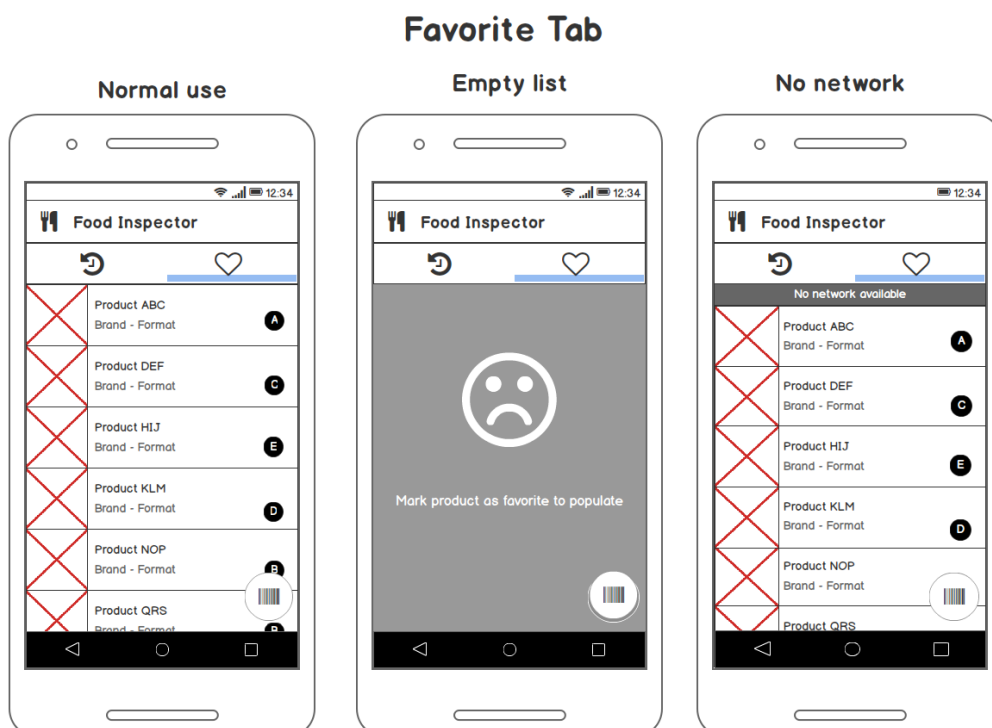 Favorite Tab
Normal use
12:34
Food Inspector
Product ABC
Brand - Format
A
Product DEF
Brand - Format
C
Product HIJ
Brand - Format
E
Product KLM
Brand - Format
D
Product NOP
Brand - Format
B
Product QRS
Brand - Format
B
Empty list
12:34
Food Inspector
Mark product as favorite to populate
No network
12:34
Food Inspector
No network available
Product ABC
Brand - Format
A
Product DEF
Brand - Format
C
Product HIJ
Brand - Format
E
Product KLM
Brand - Format
D
Product NOP
Brand - Format
Product QRS